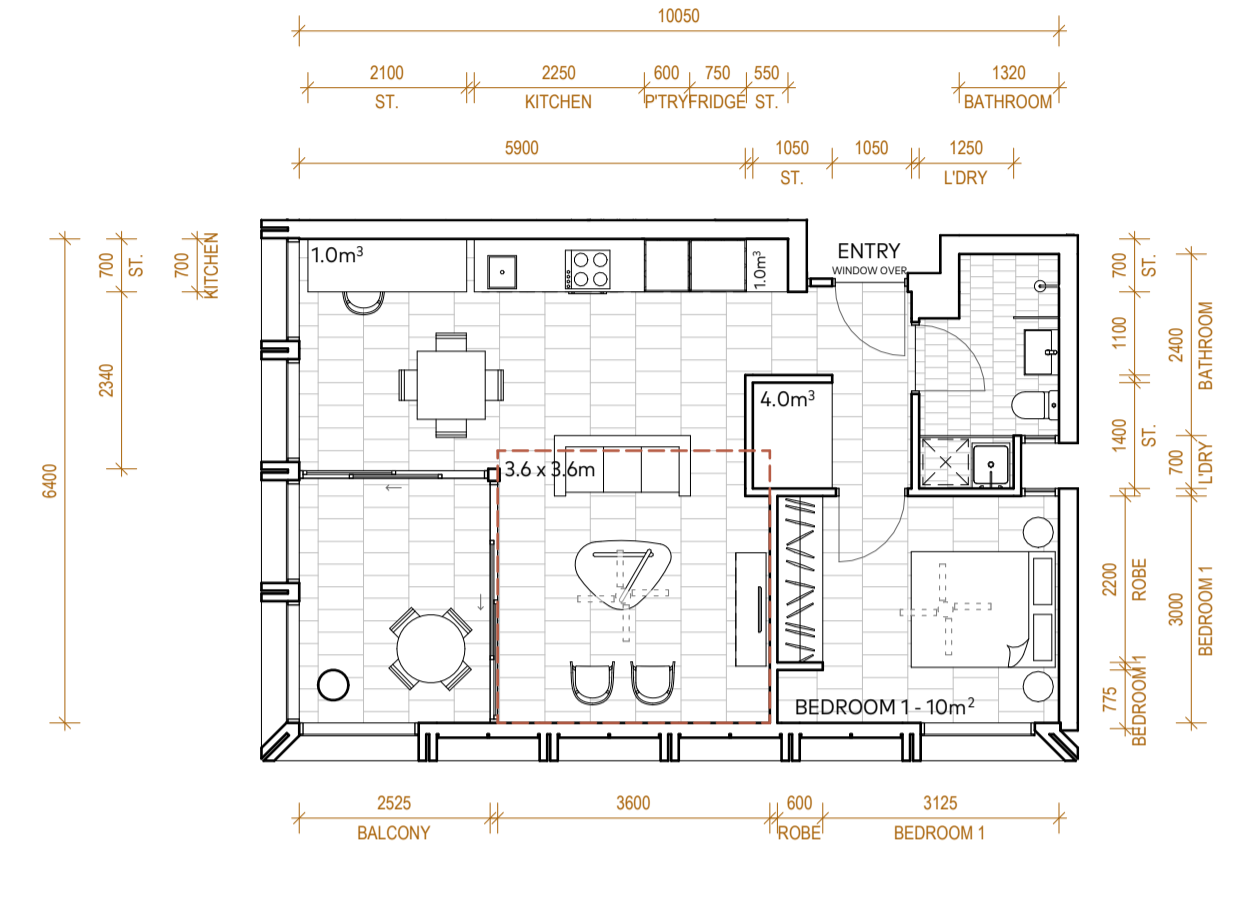 10050
2100 2250 600 750 550 1320
ST. KITCHEN P'TRY FRIDGE ST. BATHROOM
5900 1050 1050 1250
ST. L'DRY
700 ST.
700 KITCHEN
2340
6400
1.0m³
1.0m³
ENTRY
WINDOW OVER
4.0m³
3.6 x 3.6m
BEDROOM 1 - 10m²
700 ST.
1100
1400 ST.
2400 BATHROOM
700 L'DRY
2200 ROBE
3000 BEDROOM 1
775 BEDROOM 1
2525 3600 600 3125
BALCONY ROBE BEDROOM 1